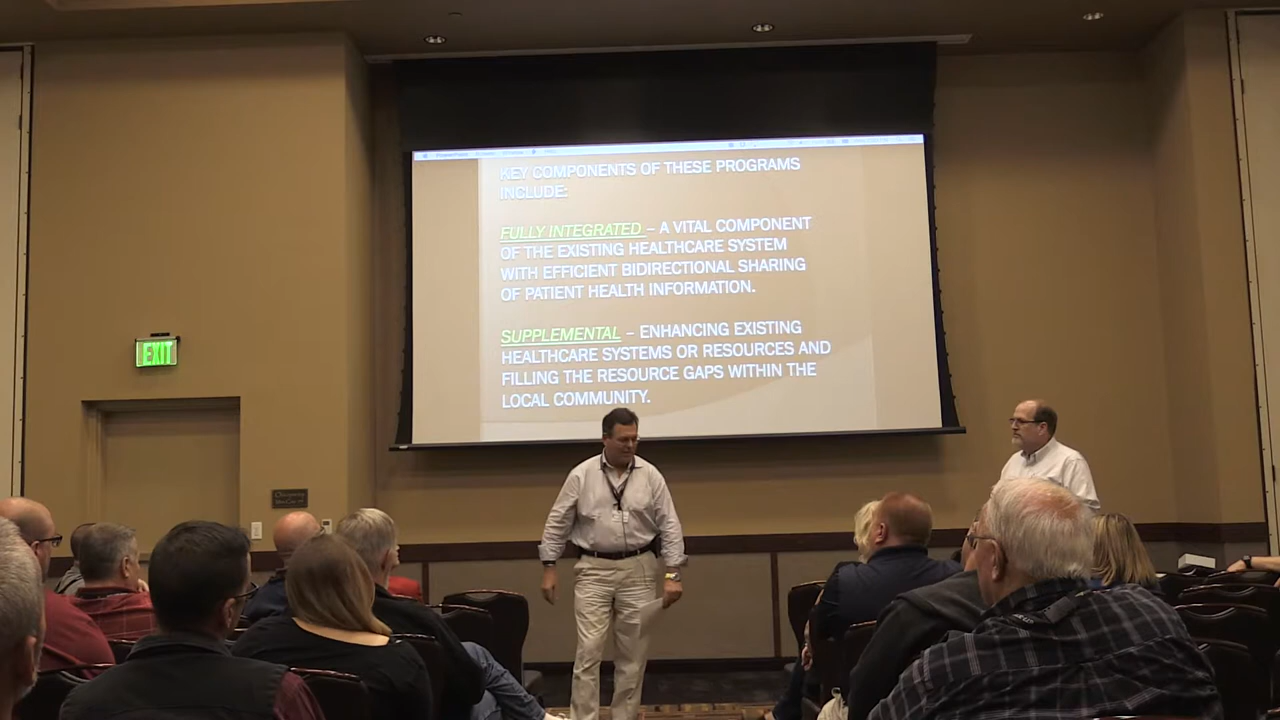 PowerPoint
KEY COMPONENTS OF THESE PROGRAMS
INCLUDE:
FULLY INTEGRATED – A VITAL COMPONENT
OF THE EXISTING HEALTHCARE SYSTEM
WITH EFFICIENT BIDIRECTIONAL SHARING
OF PATIENT HEALTH INFORMATION.
SUPPLEMENTAL – ENHANCING EXISTING
HEALTHCARE SYSTEMS OR RESOURCES AND
FILLING THE RESOURCE GAPS WITHIN THE
LOCAL COMMUNITY.
EXIT